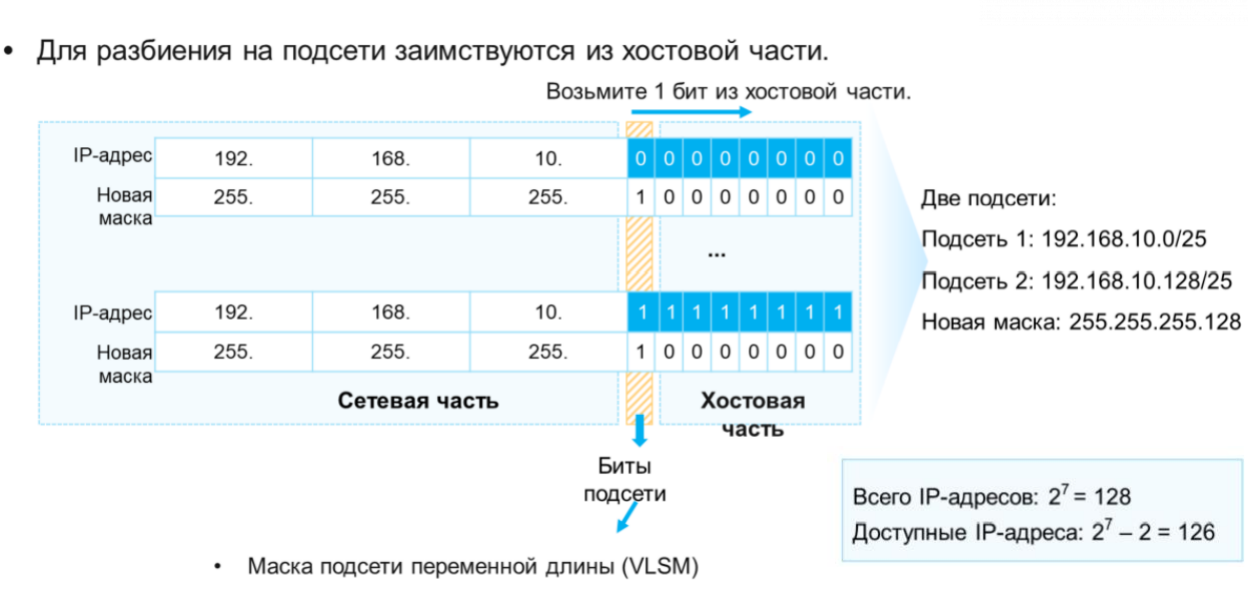 • Для разбиения на подсети заимствуются из хостовой части.
Возьмите 1 бит из хостовой части.
IP-адрес 192. 168. 10. 0 0 0 0 0 0 0 0
Новая маска 255. 255. 255. 1 0 0 0 0 0 0 0
...
IP-адрес 192. 168. 10. 1 1 1 1 1 1 1 1
Новая маска 255. 255. 255. 1 0 0 0 0 0 0 0
Сетевая часть
Хостовая
часть
Биты
подсети
• Маска подсети переменной длины (VLSM)
Две подсети:
Подсеть 1: 192.168.10.0/25
Подсеть 2: 192.168.10.128/25
Новая маска: 255.255.255.128
Всего IP-адресов: 2⁷ = 128
Доступные IP-адреса: 2⁷ – 2 = 126